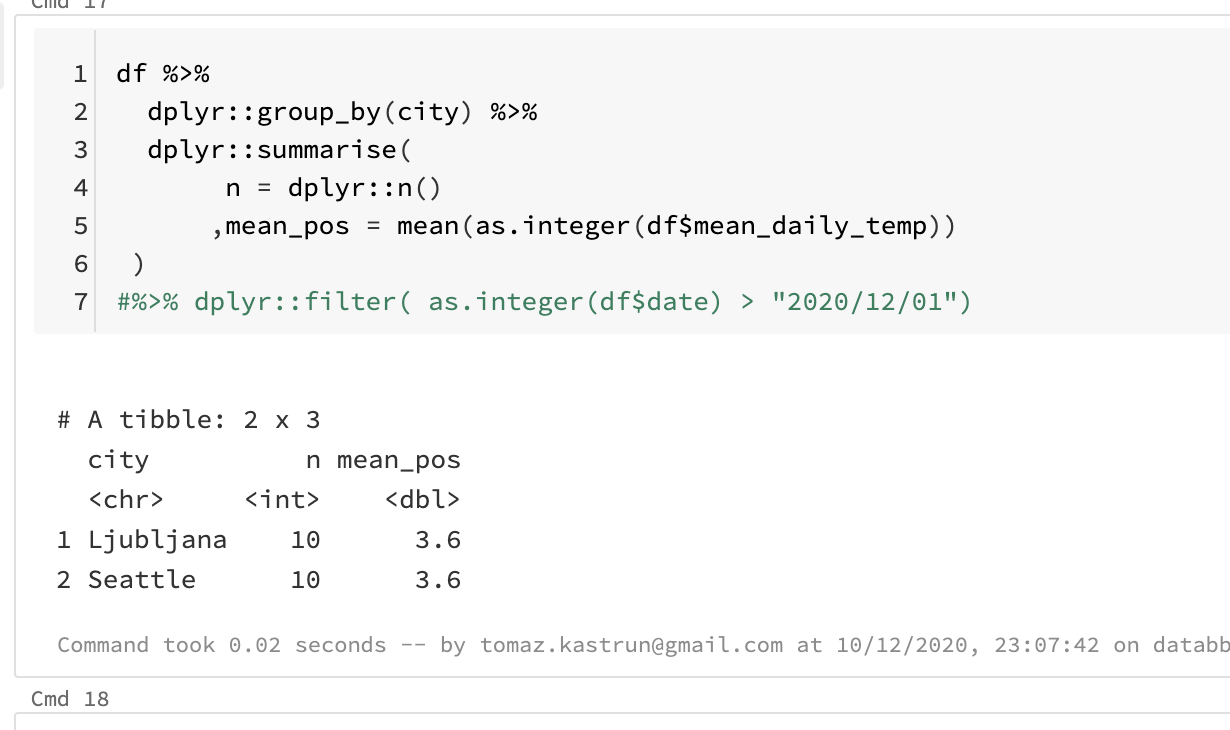 Cmd 17
1 df %>%
2   dplyr::group_by(city) %>%
3   dplyr::summarise(
4        n = dplyr::n()
5       ,mean_pos = mean(as.integer(df$mean_daily_temp))
6  )
7 #%>% dplyr::filter( as.integer(df$date) > "2020/12/01")
# A tibble: 2 x 3
  city          n mean_pos
  <chr>     <int>    <dbl>
1 Ljubljana    10      3.6
2 Seattle      10      3.6
Command took 0.02 seconds -- by tomaz.kastrun@gmail.com at 10/12/2020, 23:07:42 on databb
Cmd 18